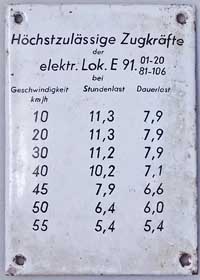 Höchstzulässige Zugkräfte
der
elektr. Lok. E 91. 01-20
81-106
bei
Geschwindigkeit Stundenlast Dauerlast
km/h
10 11,3 7,9
20 11,3 7,9
30 11,2 7,9
40 10,2 7,1
45 7,9 6,6
50 6,4 6,0
55 5,4 5,4